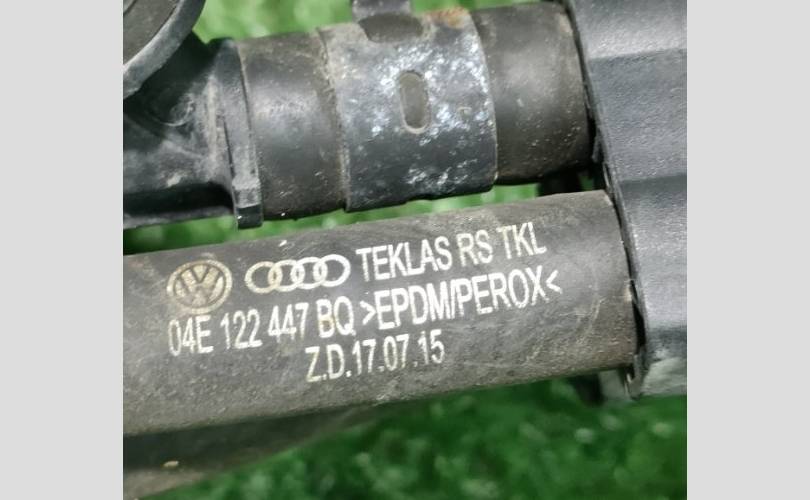 TEKLAS RS TKL
04E 122 447 BQ >EPDM/PEROX<
Z.D.17.07.15